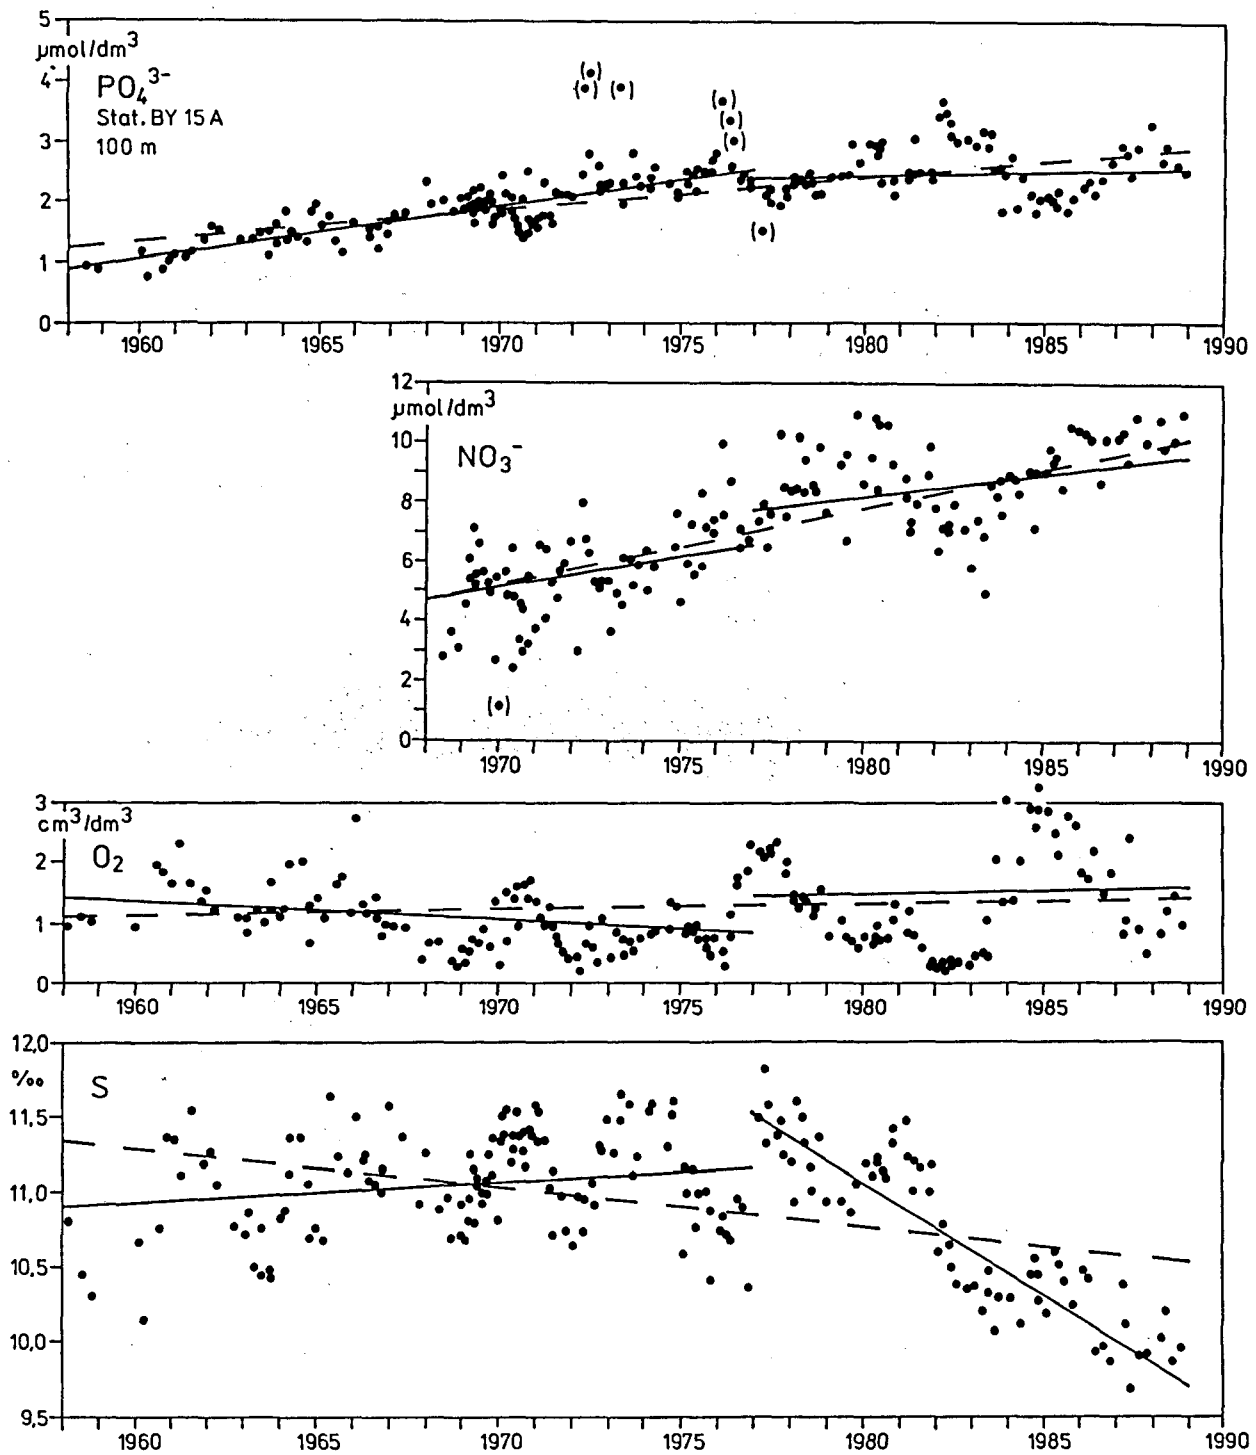 5
µmol/dm³
4
PO₄³⁻
Stat. BY 15 A
100 m
3
2
1
0
(•)
(•)
(•)
(•)
(•)
(•)
(•)
1960 1965 1970 1975 1980 1985 1990
12
µmol/dm³
10
NO₃⁻
8
6
4
2
0
(•)
1970 1975 1980 1985 1990
3
cm³/dm³
O₂
2
1
0
1960 1965 1970 1975 1980 1985 1990
12,0
‰
S
11,5
11,0
10,5
10,0
9,5
1960 1965 1970 1975 1980 1985 1990